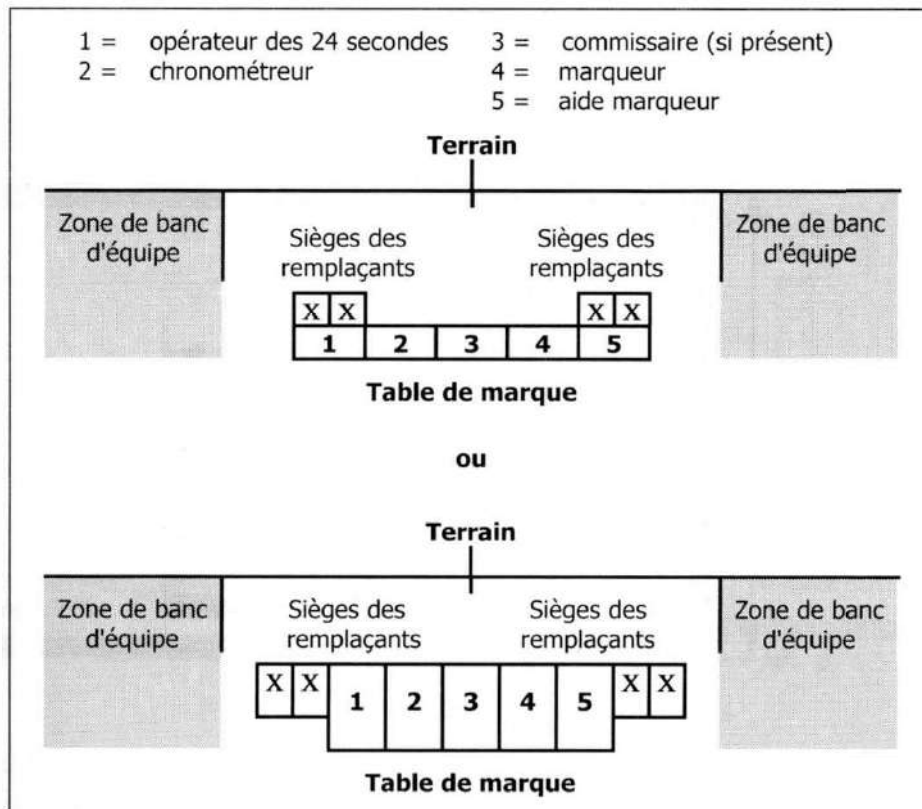 1 = opérateur des 24 secondes 3 = commissaire (si présent)
2 = chronométreur 4 = marqueur
5 = aide marqueur
Terrain
Zone de banc d'équipe
Sièges des remplaçants
Sièges des remplaçants
Zone de banc d'équipe
X X X X
1 2 3 4 5
Table de marque
ou
Terrain
Zone de banc d'équipe
Sièges des remplaçants
Sièges des remplaçants
Zone de banc d'équipe
X X 1 2 3 4 5 X X
Table de marque